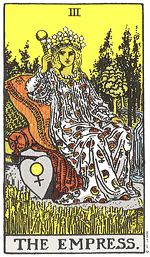 III
THE EMPRESS.